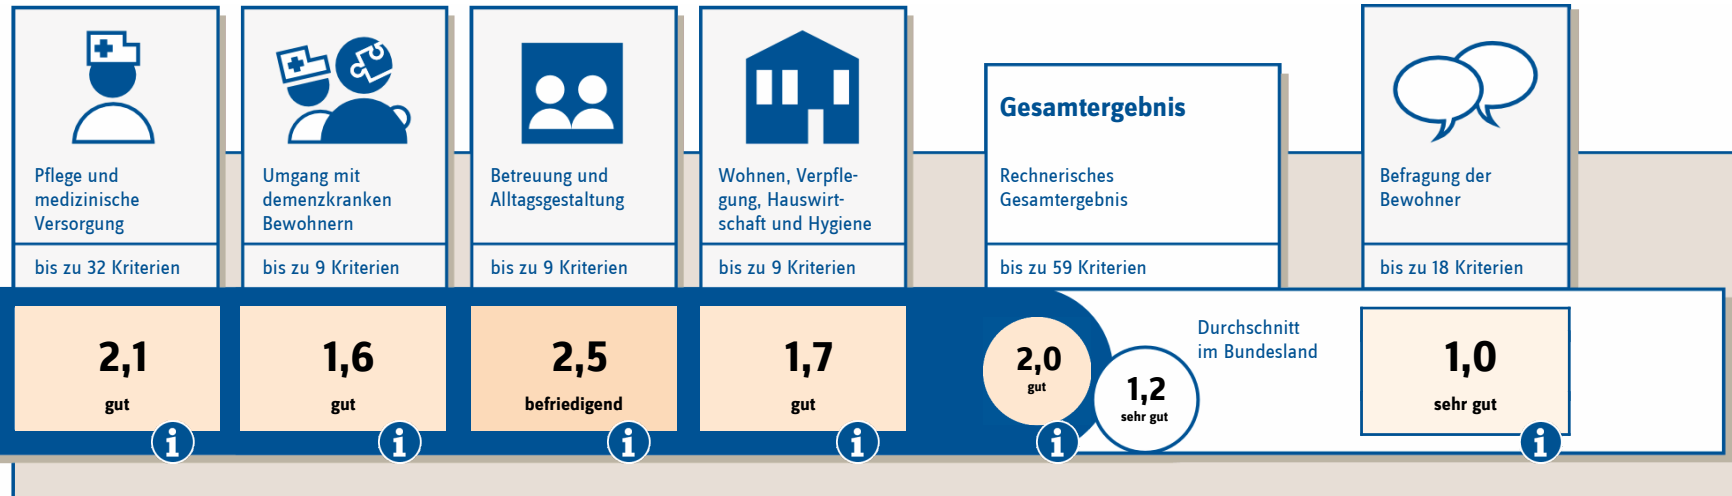 Pflege und
medizinische
Versorgung
bis zu 32 Kriterien
2,1
gut
i
Umgang mit
demenzkranken
Bewohnern
bis zu 9 Kriterien
1,6
gut
i
Betreuung und
Alltagsgestaltung
bis zu 9 Kriterien
2,5
befriedigend
i
Wohnen, Verpfle-
gung, Hauswirt-
schaft und Hygiene
bis zu 9 Kriterien
1,7
gut
i
Gesamtergebnis
Rechnerisches
Gesamtergebnis
bis zu 59 Kriterien
2,0
gut
i
1,2
sehr gut
Durchschnitt
im Bundesland
Befragung der
Bewohner
bis zu 18 Kriterien
1,0
sehr gut
i